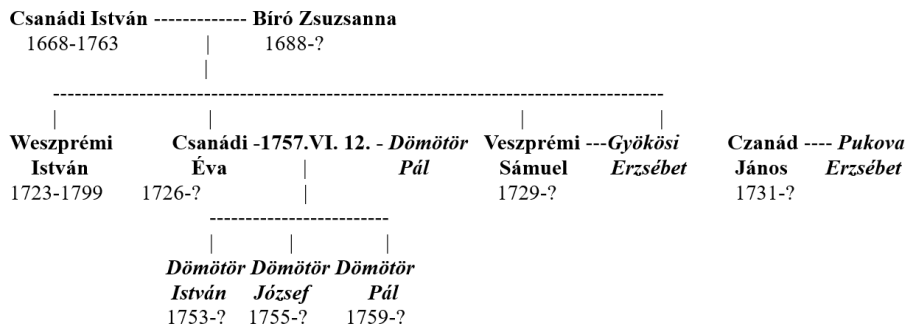 Csanádi István ------------- Bíró Zsuzsanna
1668-1763 | 1688-?
|
--------------------------------------------------------------------------------
| | | |
Weszprémi Csanádi -1757.VI. 12. - Dömötör Veszprémi ---Gyökösi Czanád ---- Pukova
István Éva | Pál Sámuel Erzsébet János Erzsébet
1723-1799 1726-? | 1729-? 1731-?
------------------------
| | |
Dömötör Dömötör Dömötör
István József Pál
1753-? 1755-? 1759-?